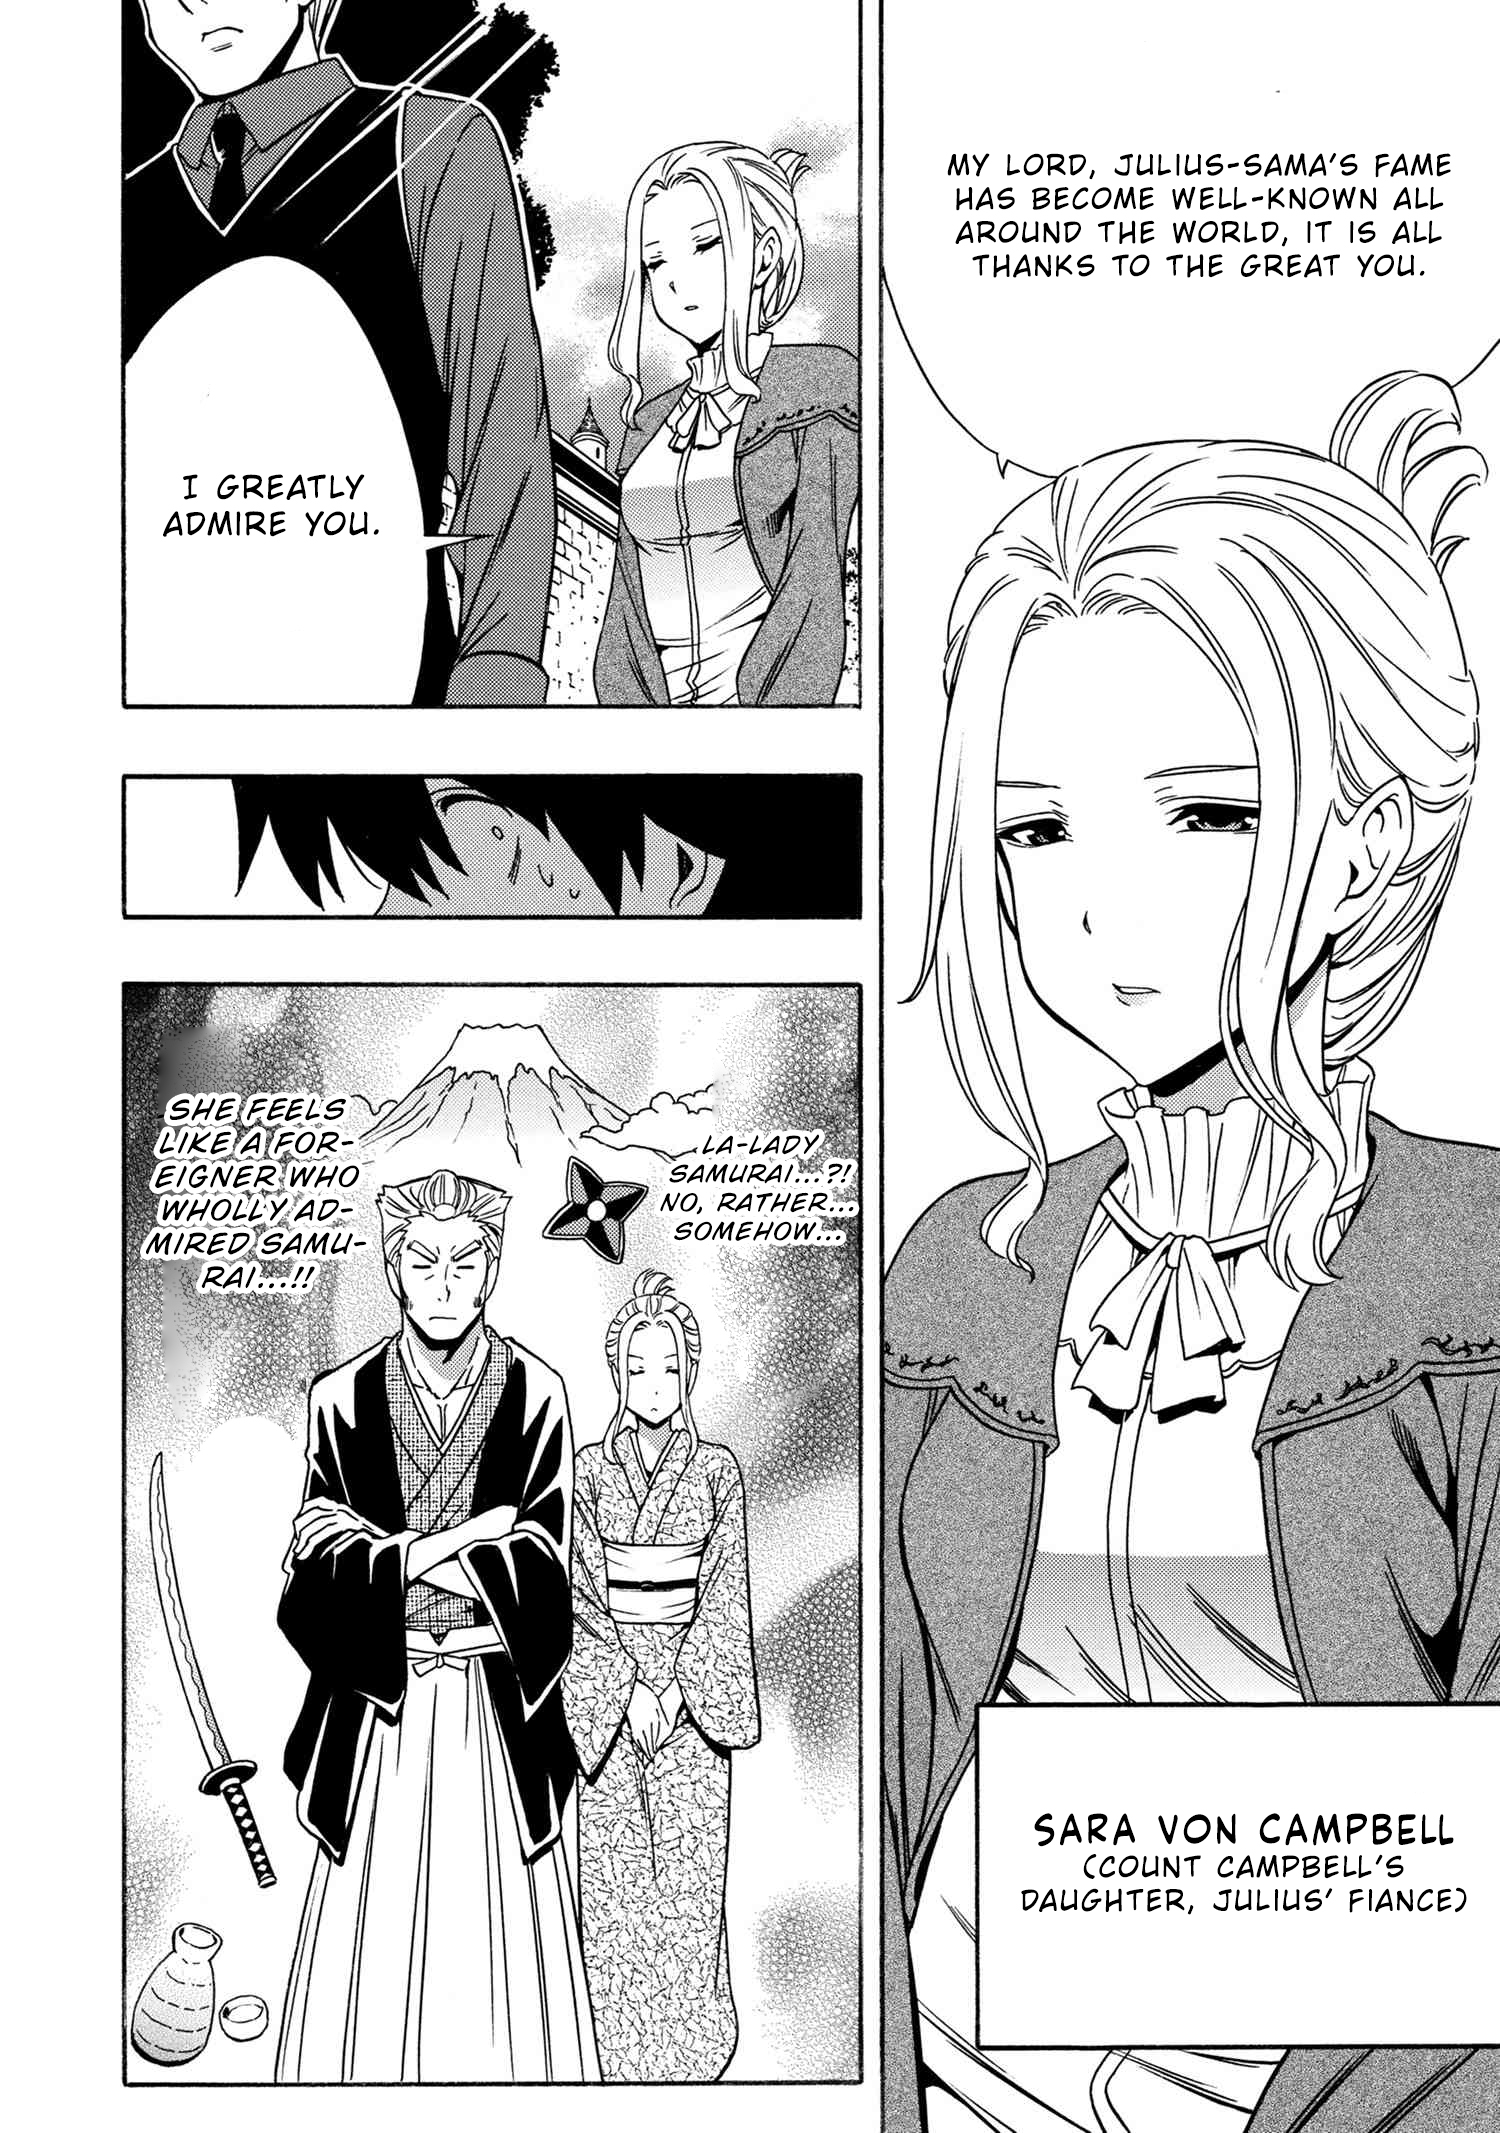 MY LORD, JULIUS-SAMA'S FAME
HAS BECOME WELL-KNOWN ALL
AROUND THE WORLD, IT IS ALL
THANKS TO THE GREAT YOU.
SARA VON CAMPBELL
(COUNT CAMPBELL'S
DAUGHTER, JULIUS' FIANCE)
I GREATLY
ADMIRE YOU.
LA-LADY
SAMURAI...?!
NO, RATHER...
SOMEHOW...
SHE FEELS
LIKE A FOR-
EIGNER WHO
WHOLLY AD-
MIRED SAMU-
RAI...!!